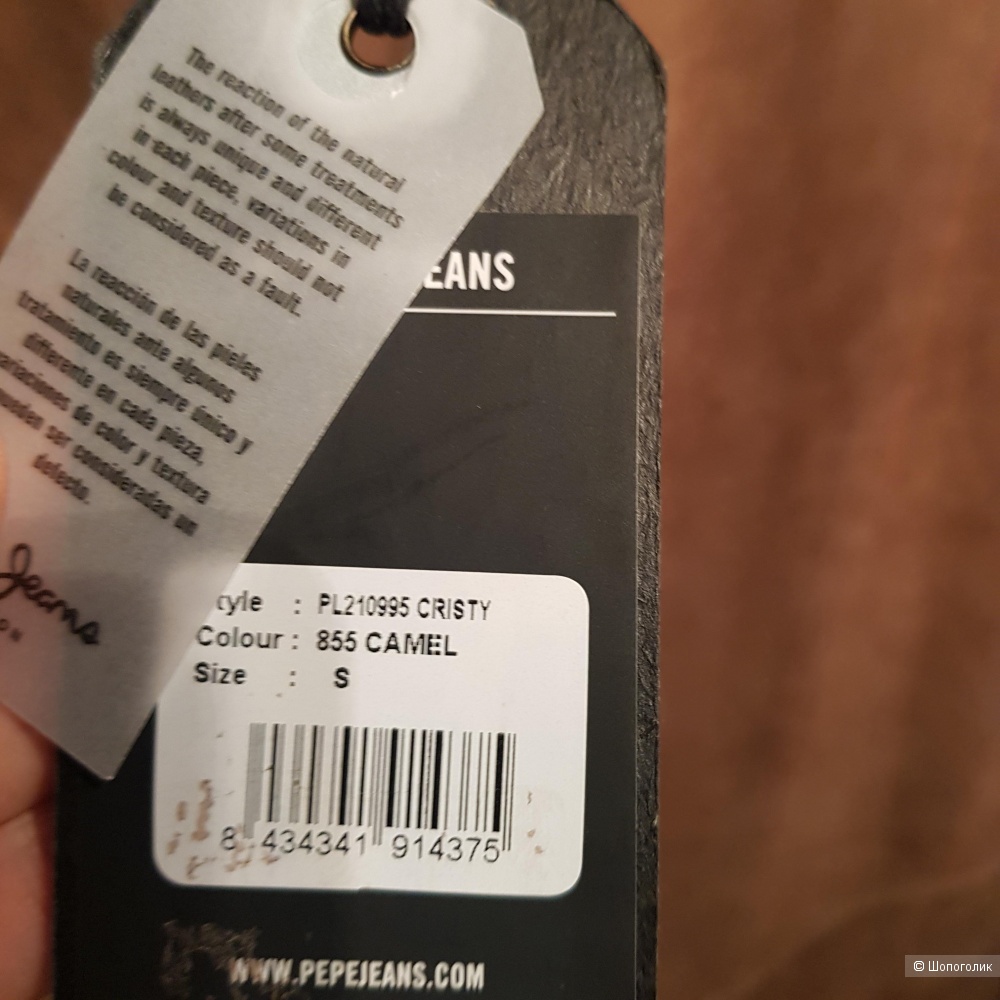 The reaction of the natural
leathers after some treatments
is always unique and different
in each piece, variations in
colour and texture should not
be considered as a fault.
La reacción de las pieles
naturales ante algunos
tratamiento es siempre único y
differente en cada pieza,
variaciones de color y textura
pueden ser consideradas un
defecto.
Jeans
ON
EANS
tyle : PL210995 CRISTY
Colour : 855 CAMEL
Size : S
8 434341 914375
WWW.PEPEJEANS.COM
© Шопоголик